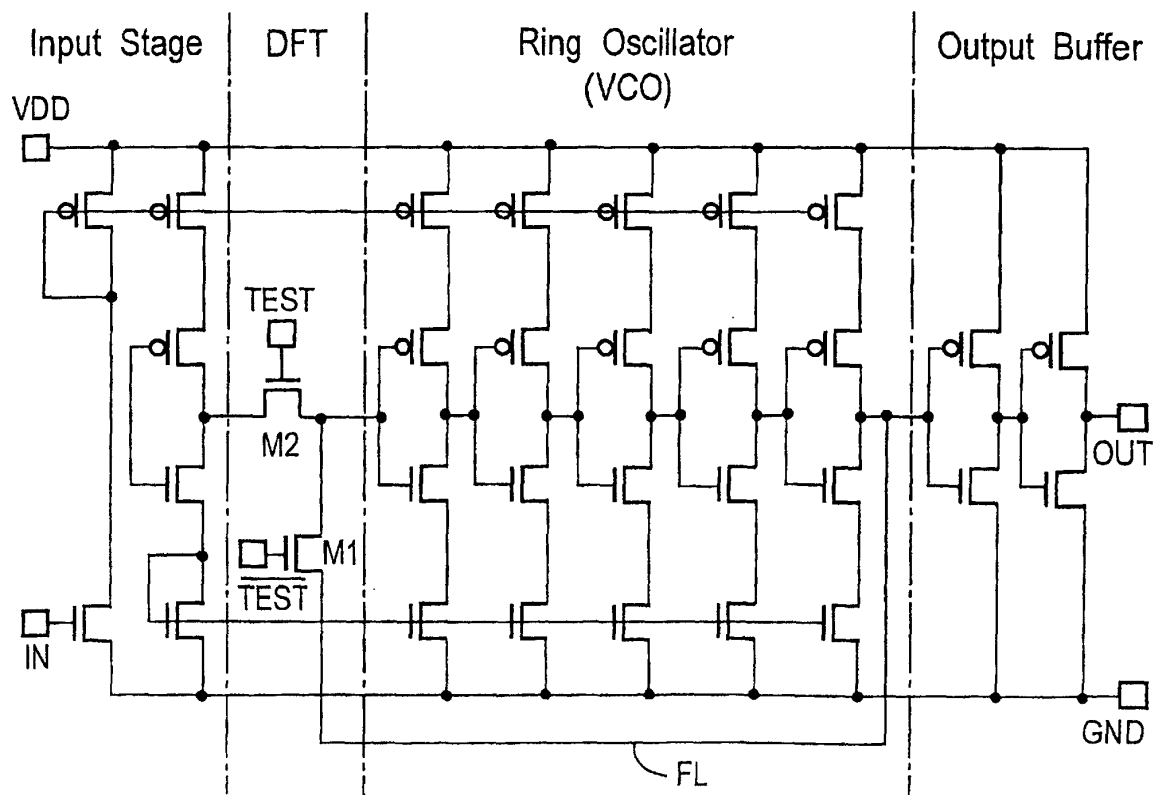 Input Stage
DFT
Ring Oscillator
(VCO)
Output Buffer
VDD
TEST
M2
OUT
M1
TEST
IN
GND
FL